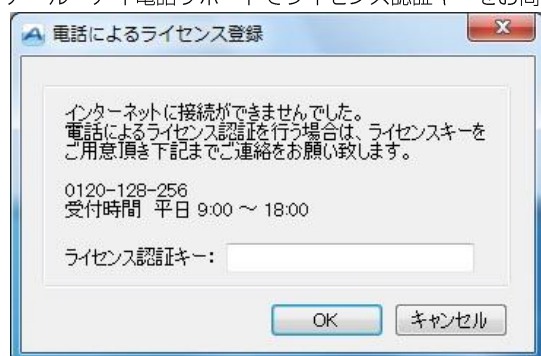 電話によるライセンス登録
インターネットに接続ができませんでした。
電話によるライセンス認証を行う場合は、ライセンスキーを
ご用意頂き下記までご連絡をお願い致します。
0120-128-256
受付時間 平日 9:00 ～ 18:00
ライセンス認証キー：
OK
キャンセル